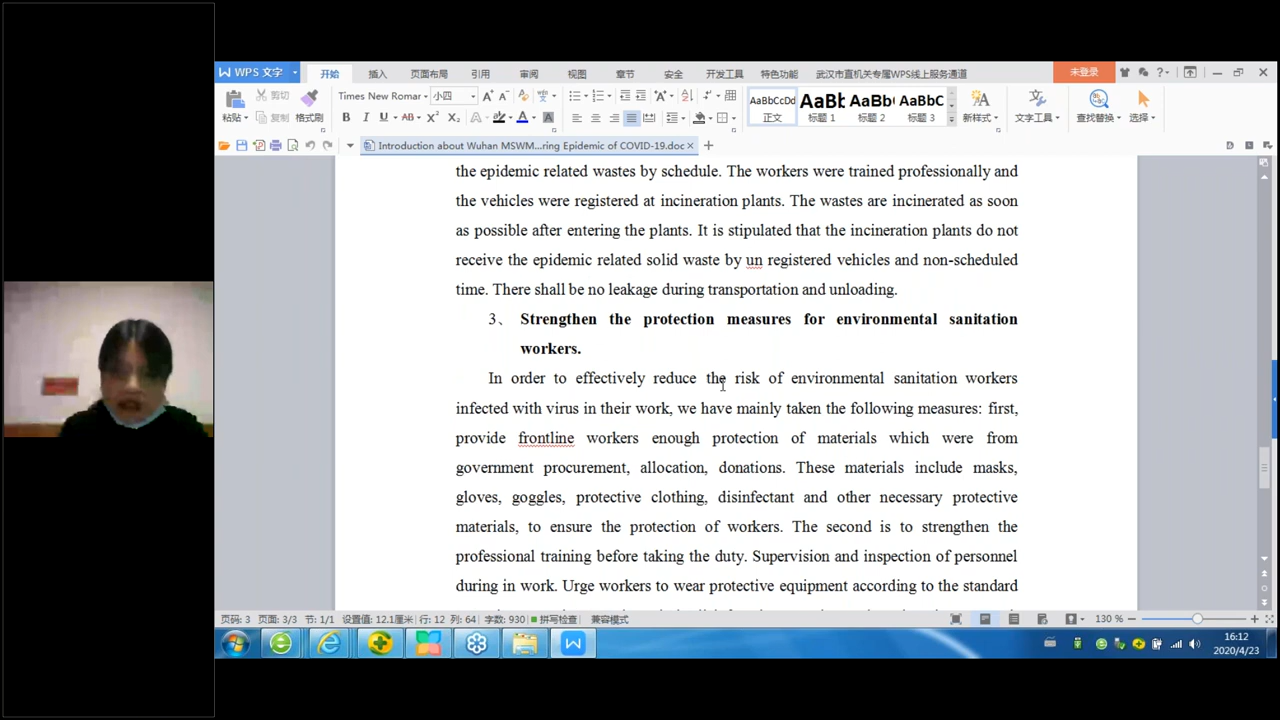 WPS 文字
开始 插入 页面布局 引用 审阅 视图 章节 安全 开发工具 特色功能 武汉市直机关专属WPS线上服务通道
未登录
剪切
Times New Romar 小四
粘贴 复制 格式刷
AaBbCcDd AaBb AaBb( AaBbC
正文 标题 1 标题 2 标题 3 新样式 文字工具 查找替换 选择
Introduction about Wuhan MSWM...ring Epidemic of COVID-19.doc
the epidemic related wastes by schedule. The workers were trained professionally and
the vehicles were registered at incineration plants. The wastes are incinerated as soon
as possible after entering the plants. It is stipulated that the incineration plants do not
receive the epidemic related solid waste by un registered vehicles and non-scheduled
time. There shall be no leakage during transportation and unloading.
3、 Strengthen the protection measures for environmental sanitation
workers.
In order to effectively reduce the risk of environmental sanitation workers
infected with virus in their work, we have mainly taken the following measures: first,
provide frontline workers enough protection of materials which were from
government procurement, allocation, donations. These materials include masks,
gloves, goggles, protective clothing, disinfectant and other necessary protective
materials, to ensure the protection of workers. The second is to strengthen the
professional training before taking the duty. Supervision and inspection of personnel
during in work. Urge workers to wear protective equipment according to the standard
页码: 3 页面: 3/3 节: 1/1 设置值: 12.1厘米 行: 12 列: 64 字数: 930 拼写检查 兼容模式
130 %
16:12
2020/4/23